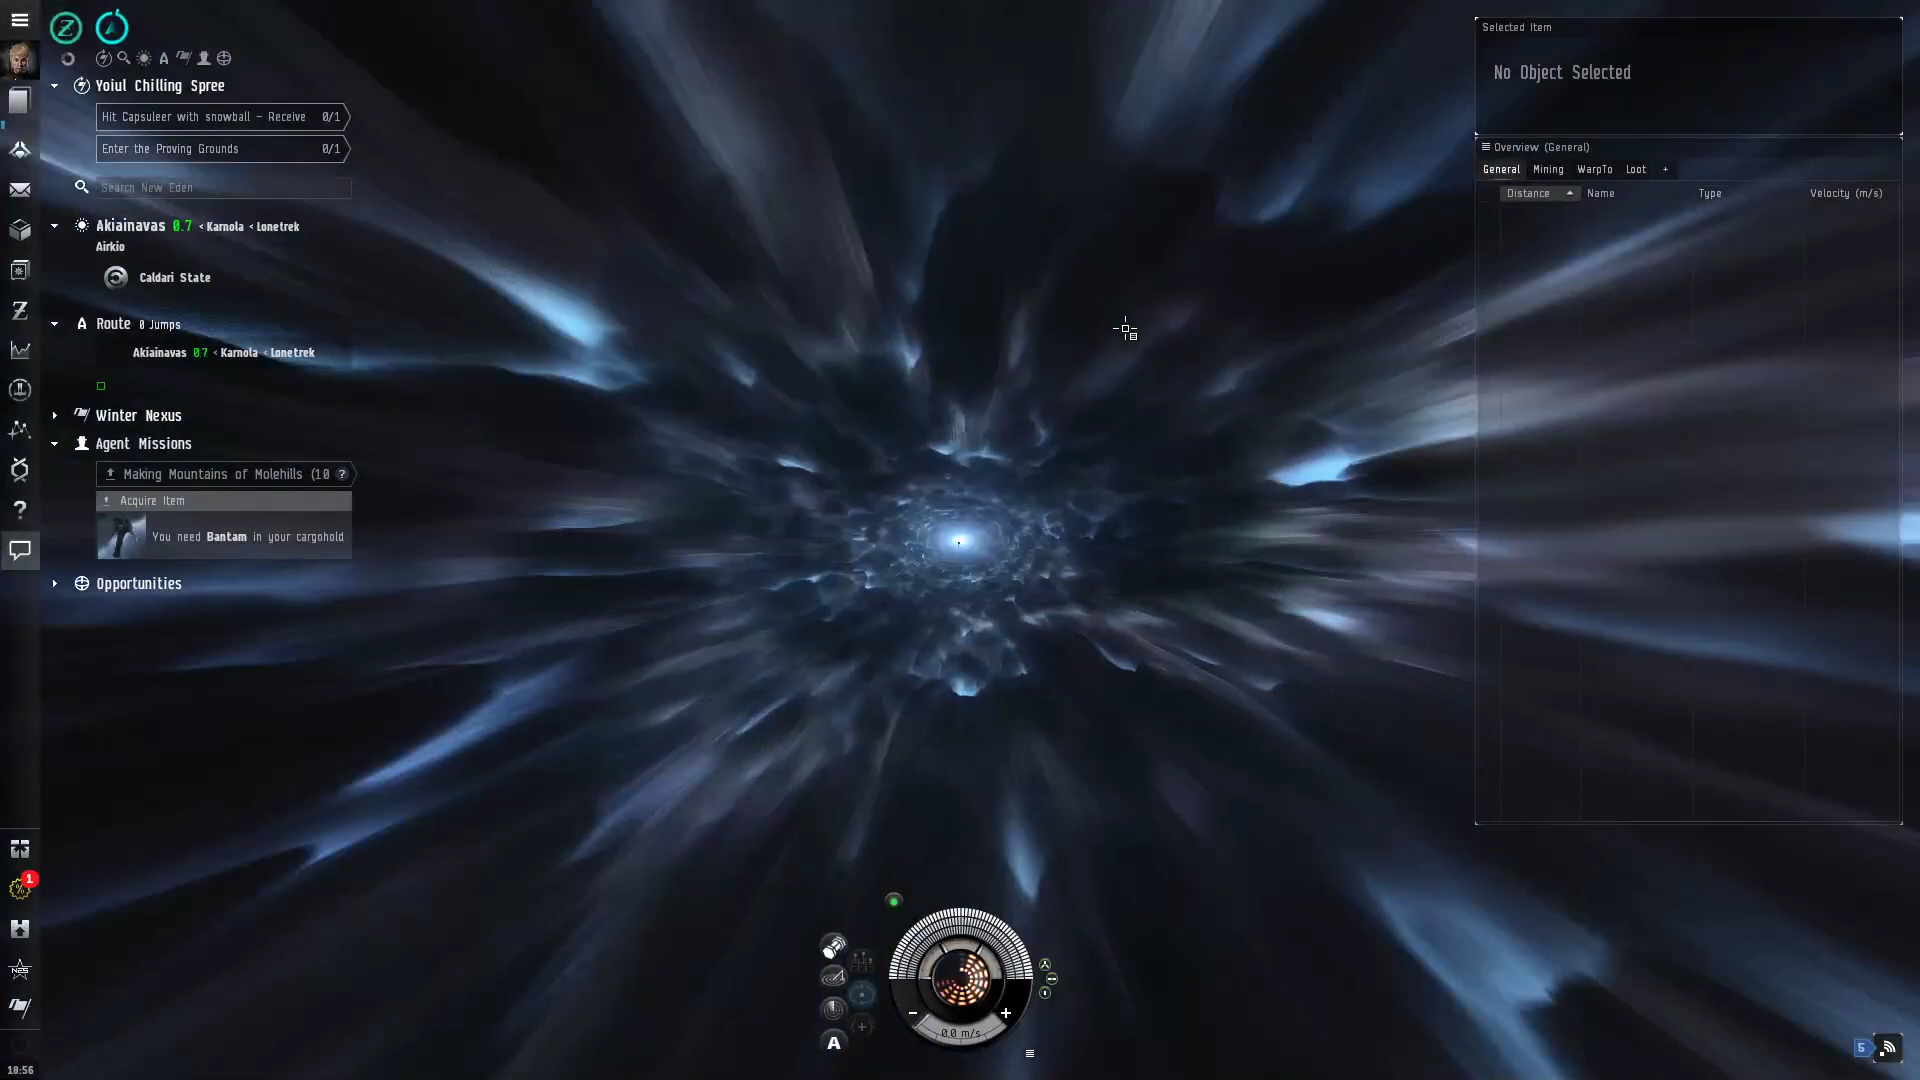 Yoiul Chilling Spree
Hit Capsuleer with snowball - Receive 0/1
Enter the Proving Grounds 0/1
Search New Eden
Akiainavas 0.7 < Karnola < Lonetrek
Airkio
Caldari State
A Route 0 Jumps
Akiainavas 0.7 < Karnola < Lonetrek
Winter Nexus
Agent Missions
Making Mountains of Molehills (10 ?
Acquire Item
You need Bantam in your cargohold
Opportunities
1
NES
18:56
Selected Item
No Object Selected
Overview (General)
General Mining WarpTo Loot +
Distance Name Type Velocity (m/s)
- +
0.0 m/s
A
5